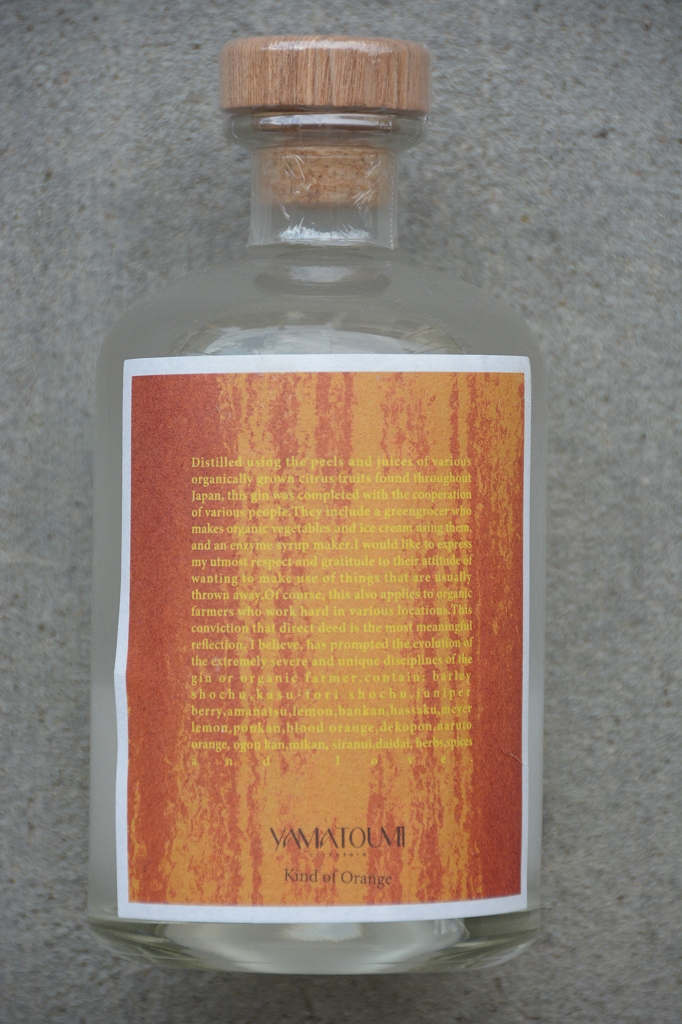 Distilled using the peels and juices of various
organically grown citrus fruits found throughout
Japan, this gin was completed with the cooperation
of various people.They include a greengrocer who
makes organic vegetables and ice cream using them,
and an enzyme syrup maker.I would like to express
my utmost respect and gratitude to their attitude of
wanting to make use of things that are usually
thrown away.Of course, this also applies to organic
farmers who work hard in various locations.This
conviction that direct deed is the most meaningful
reflection, I believe, has prompted the evolution of
the extremely severe and unique disciplines of the
gin or organic farmer.contain: barley
shochu,kasu-tori shochu,juniper
berry,amanatsu,lemon,bankan,hassaku,meyer
lemon,ponkan,blood orange,dekopon,naruto
orange, ogon kan,mikan, siranui,daidai, herbs,spices
and love.
YAMATOUMI
Kind of Orange